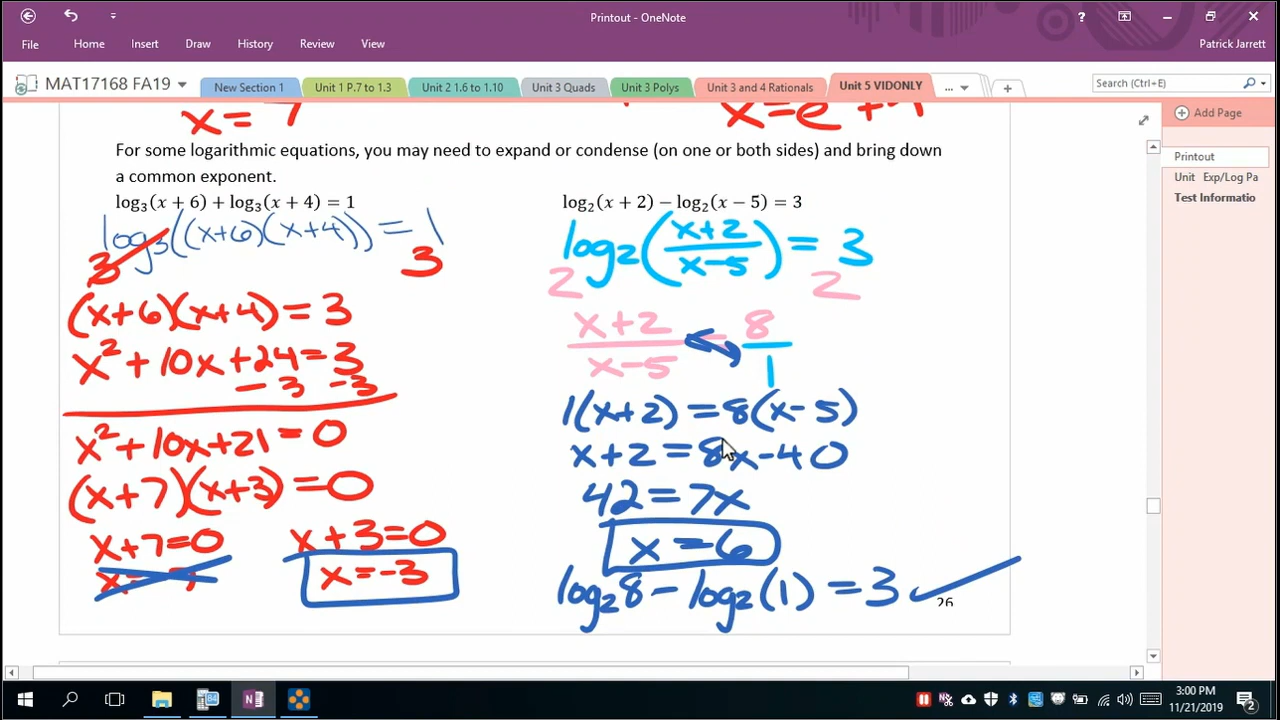 Printout - OneNote
?
File Home Insert Draw History Review View
Patrick Jarrett
MAT17168 FA19
New Section 1
Unit 1 P.7 to 1.3
Unit 2 1.6 to 1.10
Unit 3 Quads
Unit 3 Polys
Unit 3 and 4 Rationals
Unit 5 VIDONLY
...
+
Search (Ctrl+E)
Add Page
Printout
Unit Exp/Log Pa
Test Informatio
x = 7
x = e + 4
For some logarithmic equations, you may need to expand or condense (on one or both sides) and bring down
a common exponent.
log₃(x + 6) + log₃(x + 4) = 1
log₃((x+6)(x+4)) = 1
3 3
(x+6)(x+4) = 3
x² + 10x + 24 = 3
- 3 -3
x² + 10x + 21 = 0
(x+7)(x+3) = 0
x+7=0 x+3=0
x=-7 x=-3
log₂(x + 2) − log₂(x − 5) = 3
log₂(x+2/x-5) = 3
2 2
x+2/x-5 = 8/1
1(x+2) = 8(x-5)
x+2 = 8x-40
42 = 7x
x = 6
log₂8 - log₂(1) = 3 ✓
26
3:00 PM
11/21/2019
2